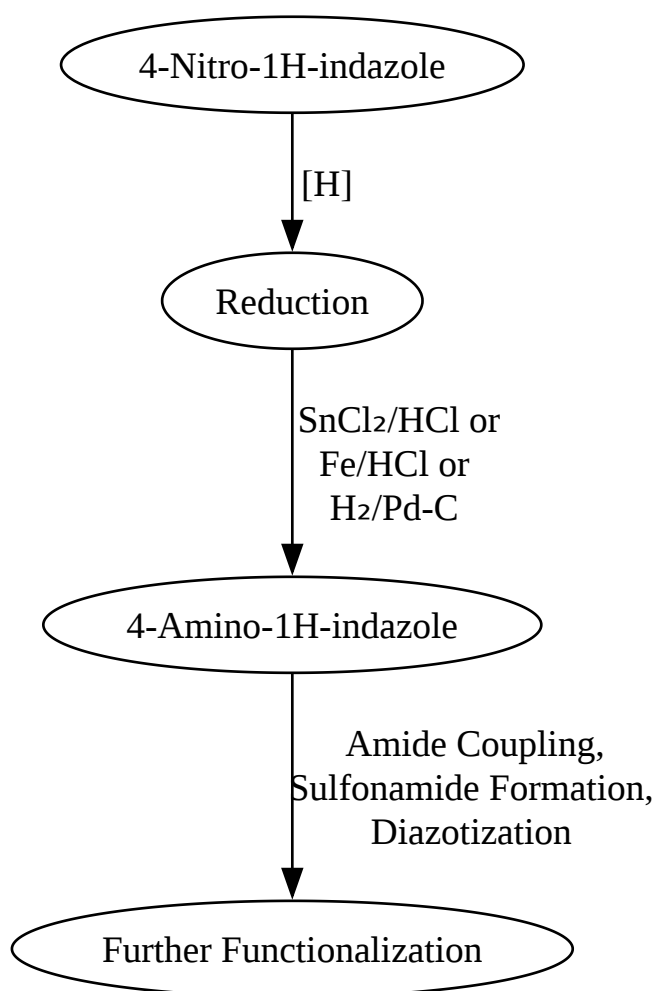 4-Nitro-1H-indazole
[H]
Reduction
SnCl₂/HCl or
Fe/HCl or
H₂/Pd-C
4-Amino-1H-indazole
Amide Coupling,
Sulfonamide Formation,
Diazotization
Further Functionalization